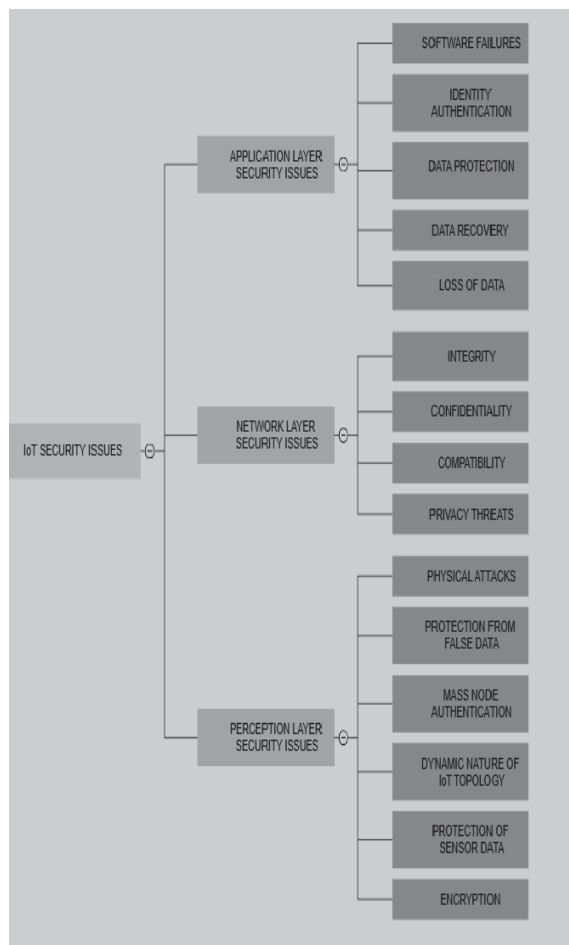 IoT SECURITY ISSUES
APPLICATION LAYER
SECURITY ISSUES
SOFTWARE FAILURES
IDENTITY
AUTHENTICATION
DATA PROTECTION
DATA RECOVERY
LOSS OF DATA
NETWORK LAYER
SECURITY ISSUES
INTEGRITY
CONFIDENTIALITY
COMPATIBILITY
PRIVACY THREATS
PERCEPTION LAYER
SECURITY ISSUES
PHYSICAL ATTACKS
PROTECTION FROM
FALSE DATA
MASS NODE
AUTHENTICATION
DYNAMIC NATURE OF
IoT TOPOLOGY
PROTECTION OF
SENSOR DATA
ENCRYPTION